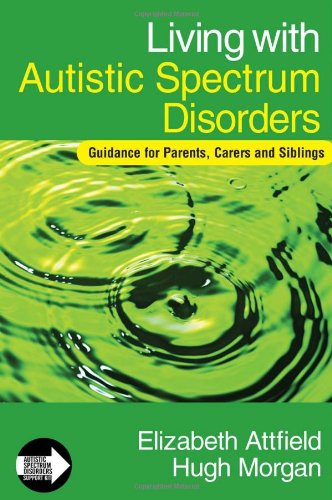 Living with
Autistic Spectrum
Disorders
Guidance for Parents, Carers and Siblings
Elizabeth Attfield
Hugh Morgan
AUTISTIC
SPECTRUM
DISORDERS
SUPPORT KIT